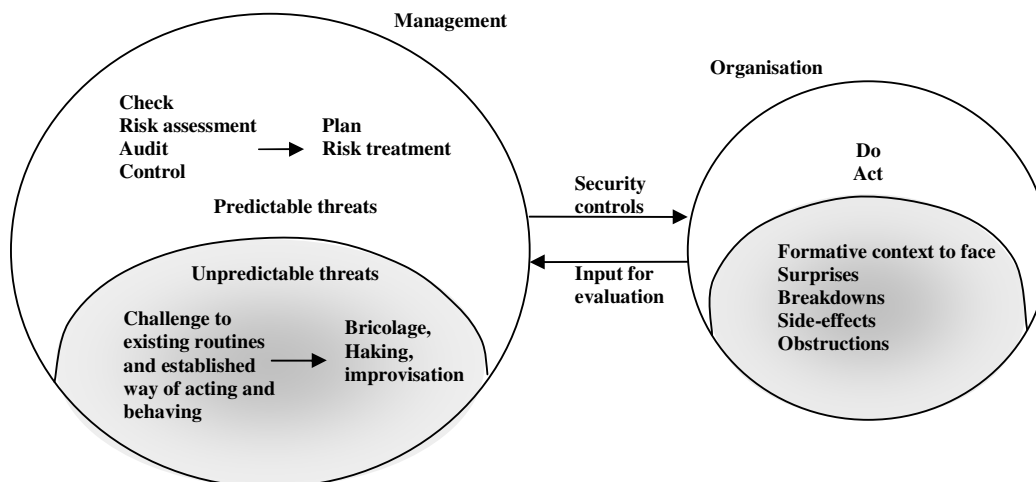 Management
Organisation
Check
Risk assessment
Audit
Control
Plan
Risk treatment
Predictable threats
Unpredictable threats
Challenge to
existing routines
and established
way of acting and
behaving
Bricolage,
Haking,
improvisation
Security
controls
Input for
evaluation
Do
Act
Formative context to face
Surprises
Breakdowns
Side-effects
Obstructions